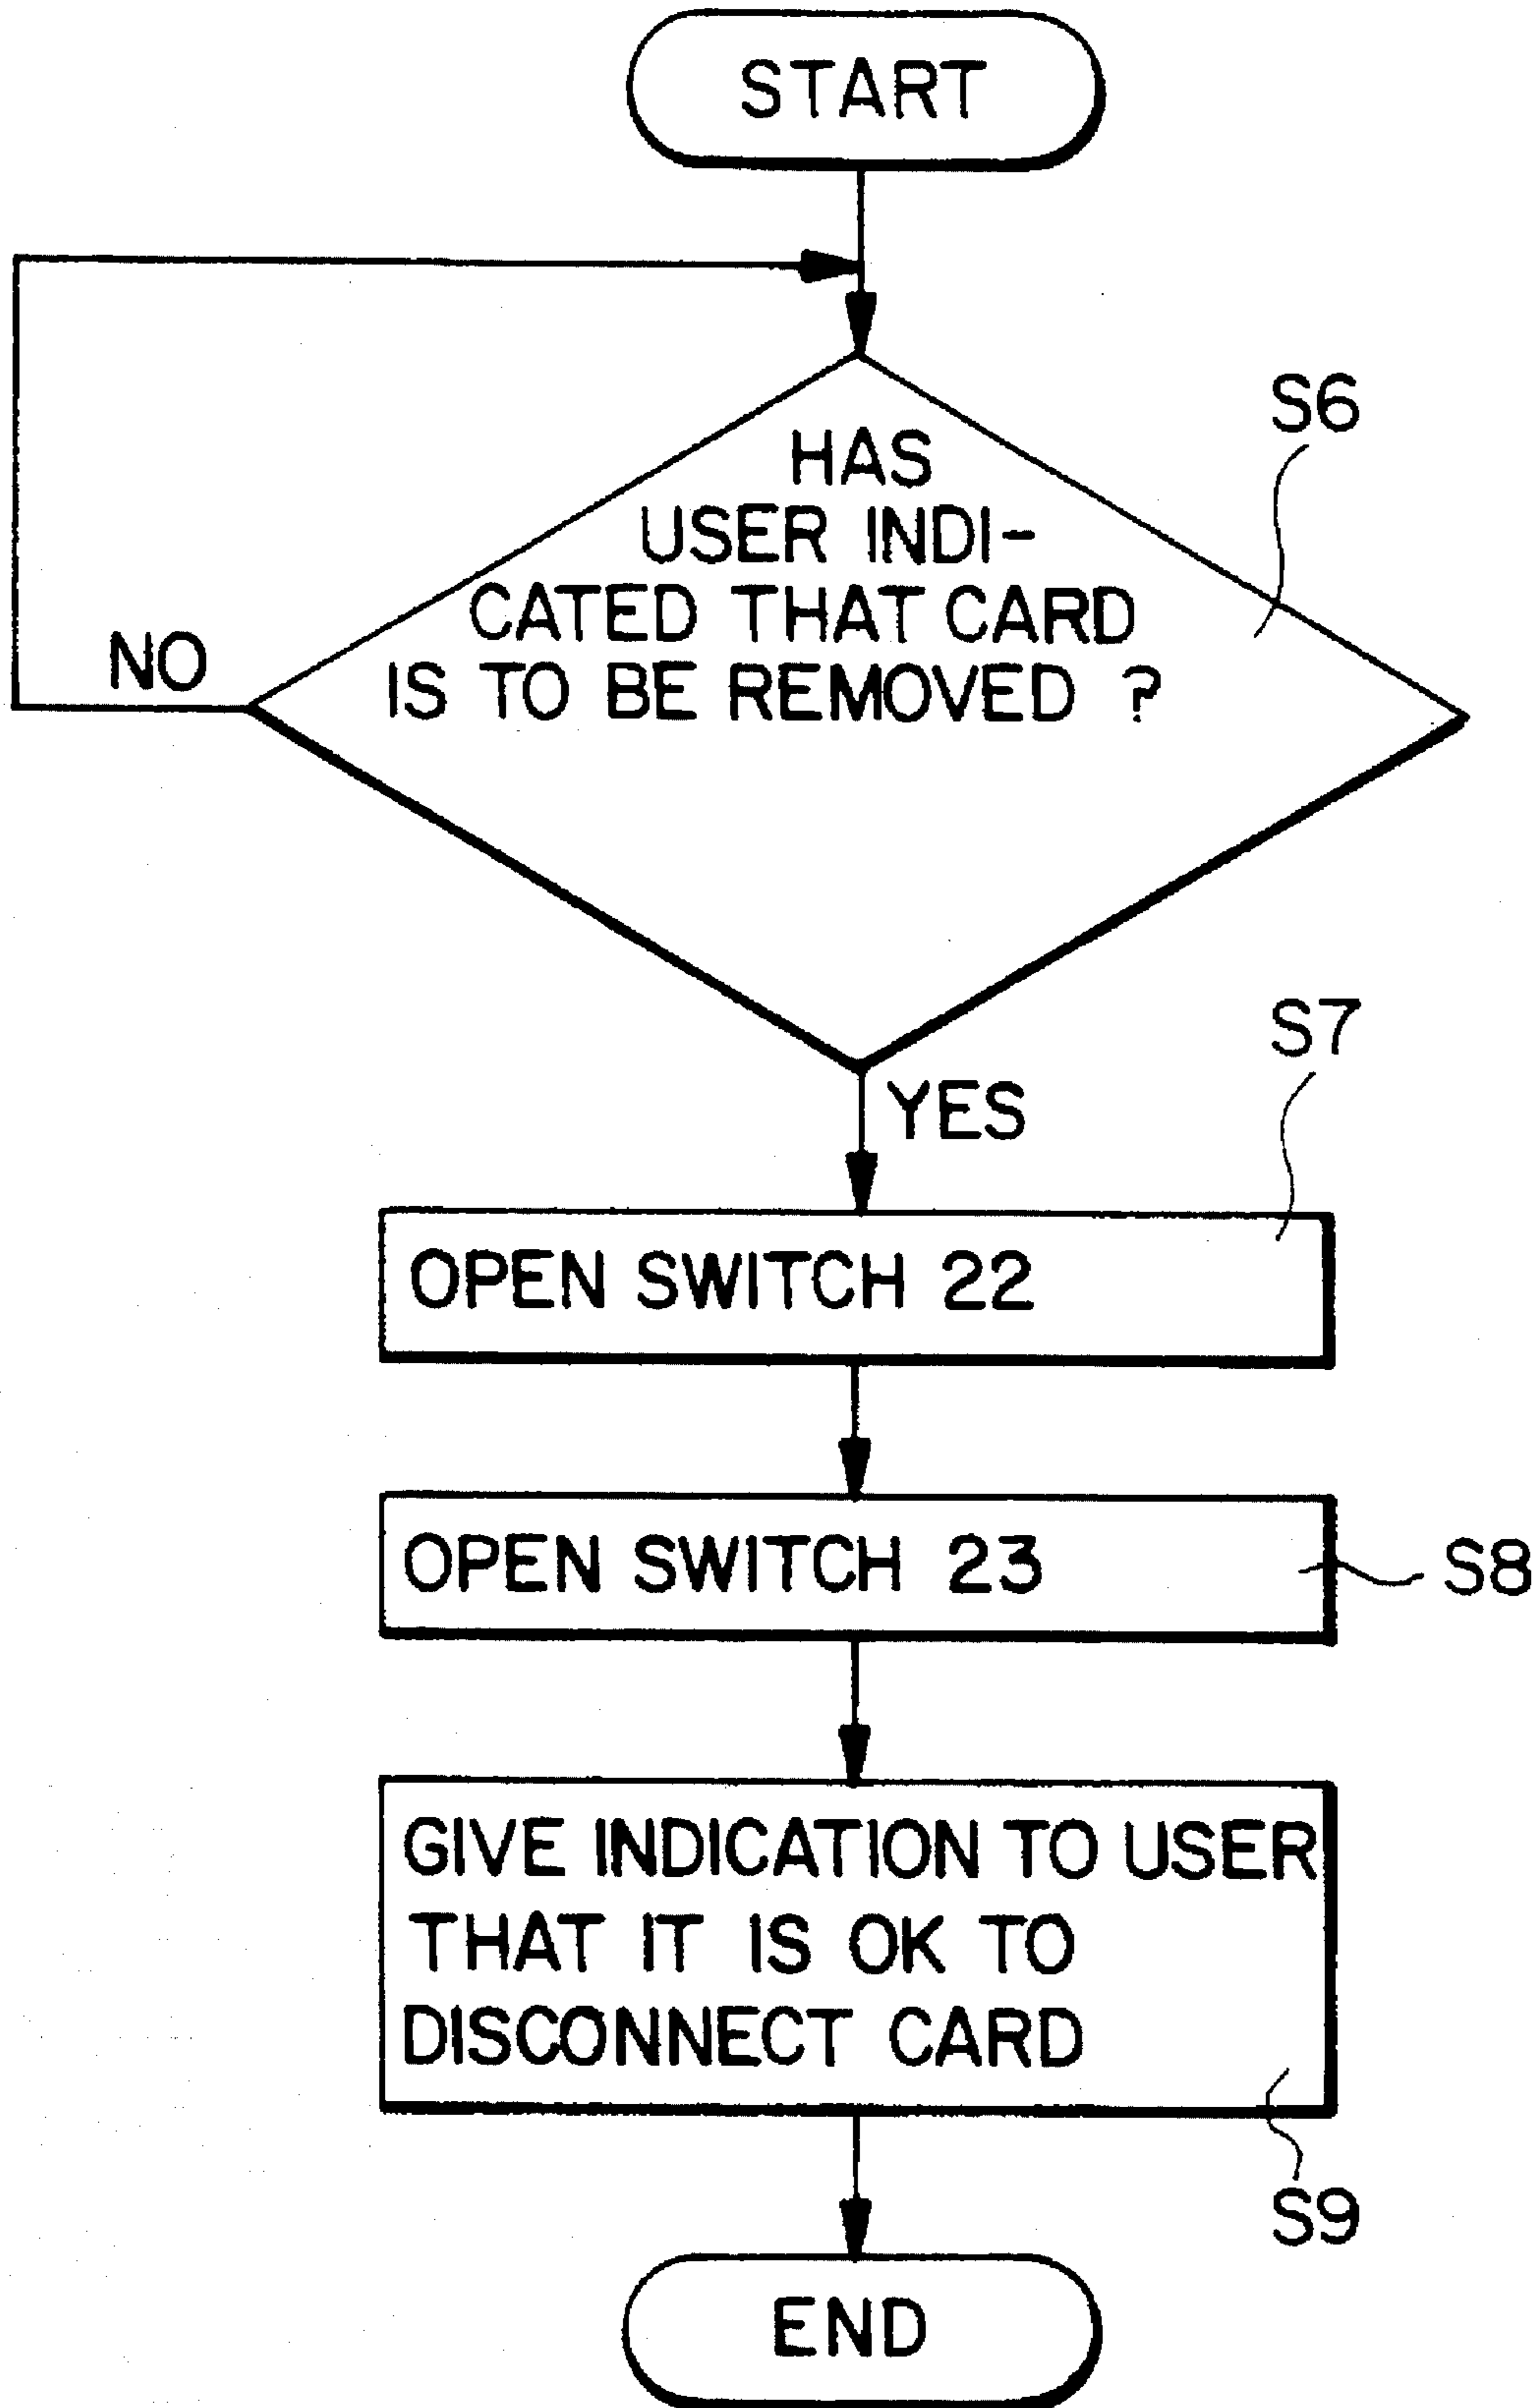 START
S6
HAS
USER INDI-
CATED THAT CARD
IS TO BE REMOVED ?
NO
S7
YES
OPEN SWITCH 22
OPEN SWITCH 23
S8
GIVE INDICATION TO USER
THAT IT IS OK TO
DISCONNECT CARD
S9
END